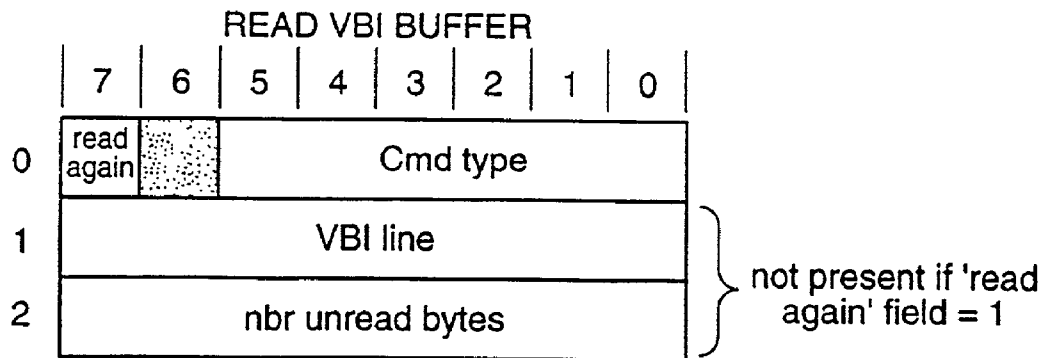 READ VBI BUFFER
7 6 5 4 3 2 1 0
0 read again Cmd type
1 VBI line
2 nbr unread bytes
not present if 'read
again' field = 1